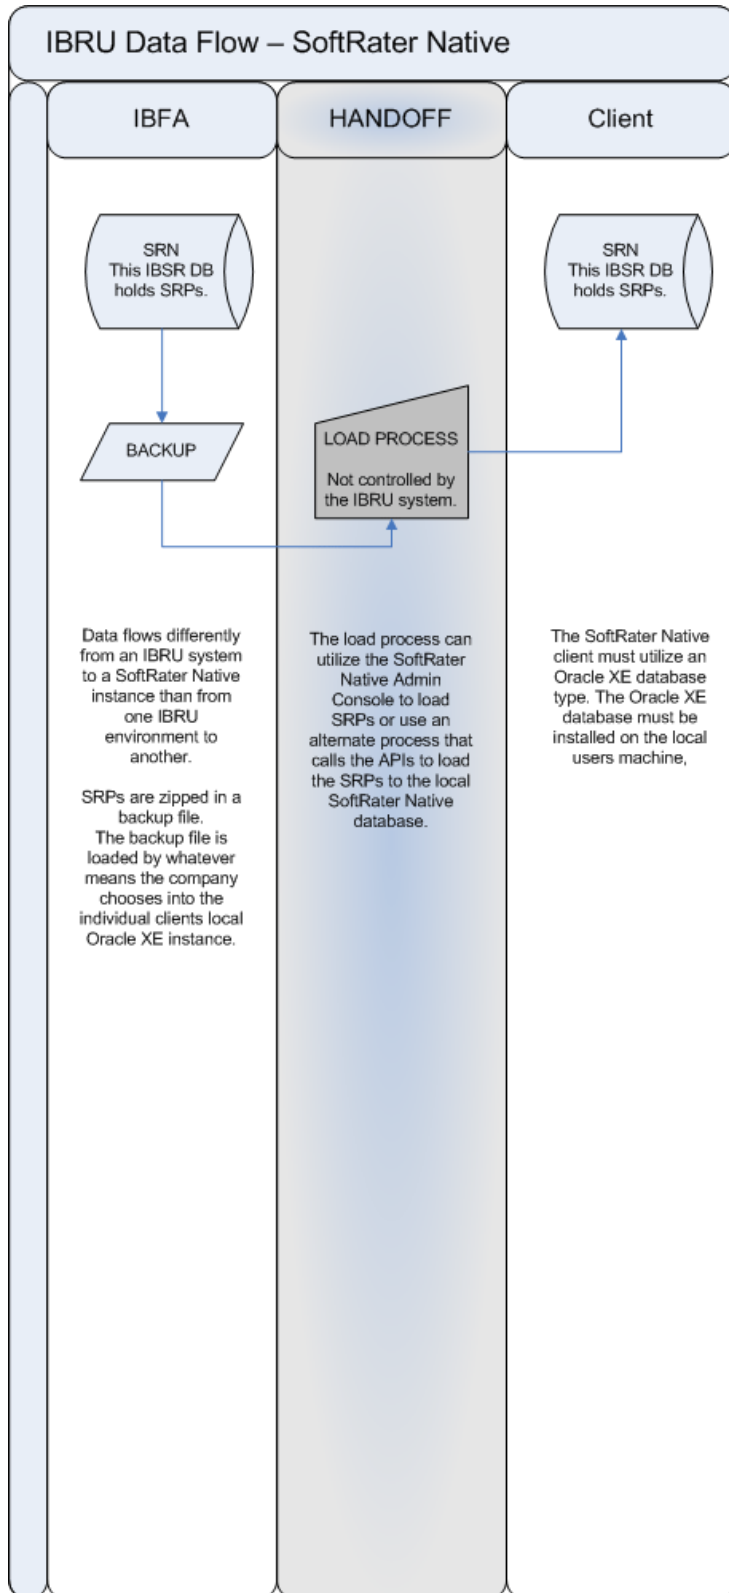 IBRU Data Flow – SoftRater Native
IBFA
HANDOFF
Client
SRN
This IBSR DB
holds SRPs.
SRN
This IBSR DB
holds SRPs.
BACKUP
LOAD PROCESS
Not controlled by
the IBRU system.
Data flows differently
from an IBRU system
to a SoftRater Native
instance than from
one IBRU
environment to
another.
SRPs are zipped in a
backup file.
The backup file is
loaded by whatever
means the company
chooses into the
individual clients local
Oracle XE instance.
The load process can
utilize the SoftRater
Native Admin
Console to load
SRPs or use an
alternate process that
calls the APIs to load
the SRPs to the local
SoftRater Native
database.
The SoftRater Native
client must utilize an
Oracle XE database
type. The Oracle XE
database must be
installed on the local
users machine,